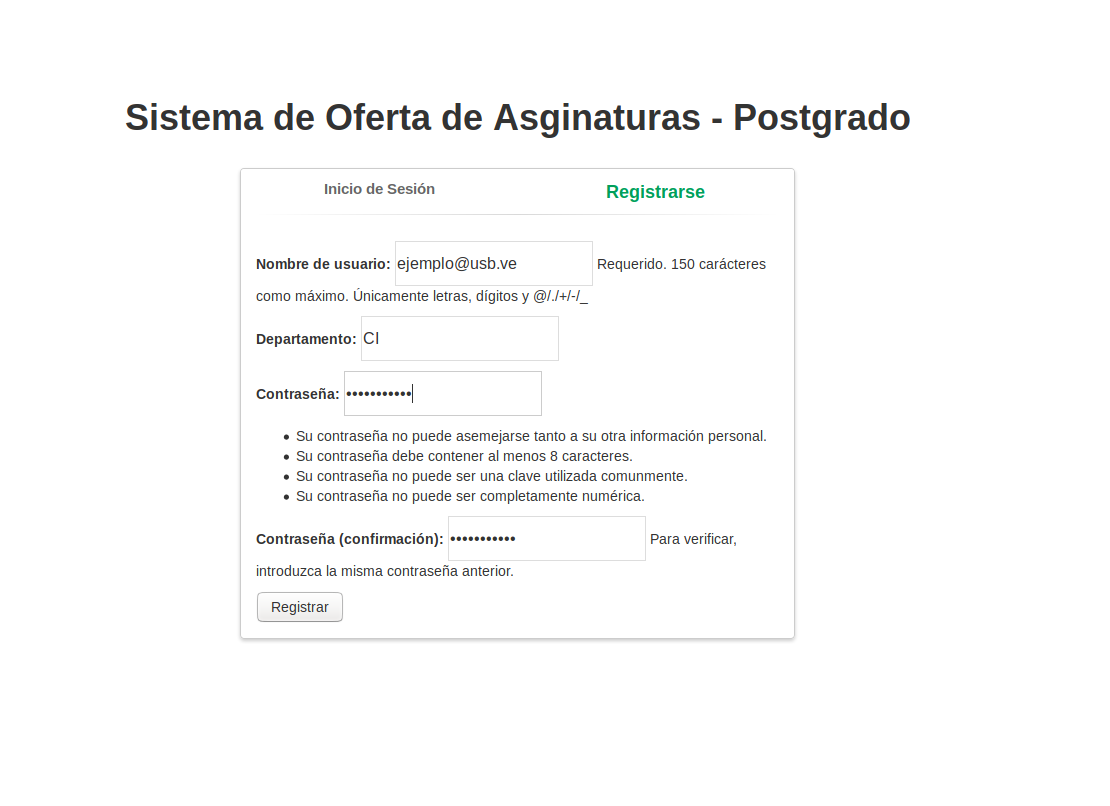 Sistema de Oferta de Asginaturas - Postgrado
Inicio de Sesión
Registrarse
Nombre de usuario: ejemplo@usb.ve Requerido. 150 carácteres
como máximo. Únicamente letras, dígitos y @/./+/-/_
Departamento: CI
Contraseña: •••••••••••
• Su contraseña no puede asemejarse tanto a su otra información personal.
• Su contraseña debe contener al menos 8 caracteres.
• Su contraseña no puede ser una clave utilizada comunmente.
• Su contraseña no puede ser completamente numérica.
Contraseña (confirmación): ••••••••••• Para verificar,
introduzca la misma contraseña anterior.
Registrar